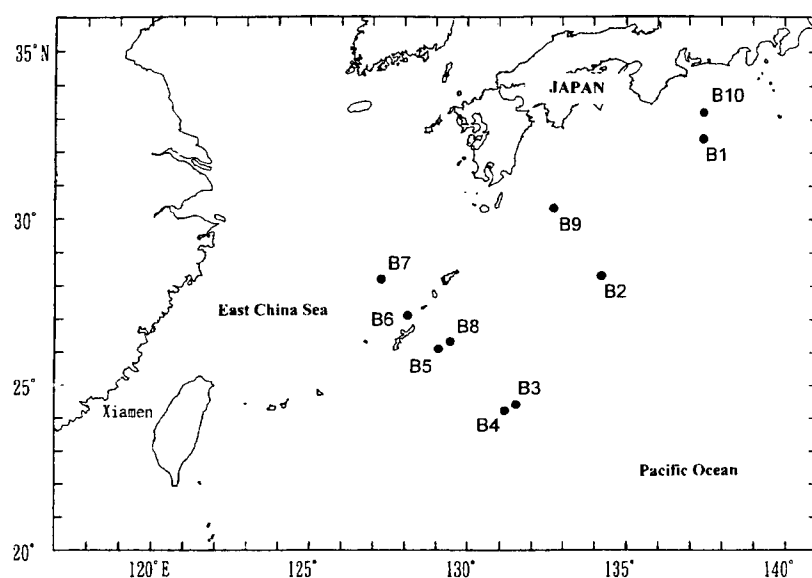 35°N
JAPAN
B10
B1
30°
B9
B7
B2
East China Sea
B6
B8
B5
25°
B3
Xiamen
B4
Pacific Ocean
20°
120°E
125°
130°
135°
140°